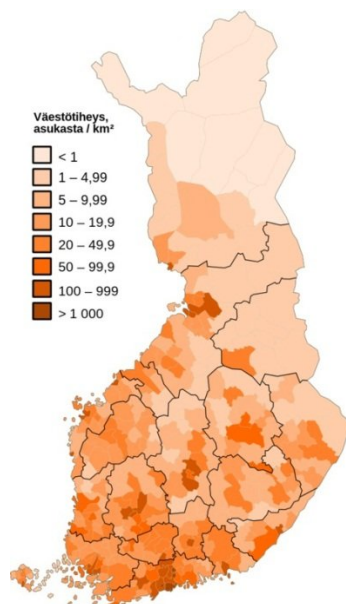 Väestötiheys,
asukasta / km²
< 1
1 – 4,99
5 – 9,99
10 – 19,9
20 – 49,9
50 – 99,9
100 – 999
> 1 000